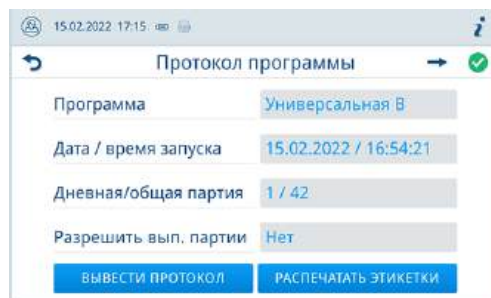 15.02.2022 17:15
Протокол программы
Программа Универсальная B
Дата / время запуска 15.02.2022 / 16:54:21
Дневная/общая партия 1 / 42
Разрешить вып. партии Нет
ВЫВЕСТИ ПРОТОКОЛ РАСПЕЧАТАТЬ ЭТИКЕТКИ